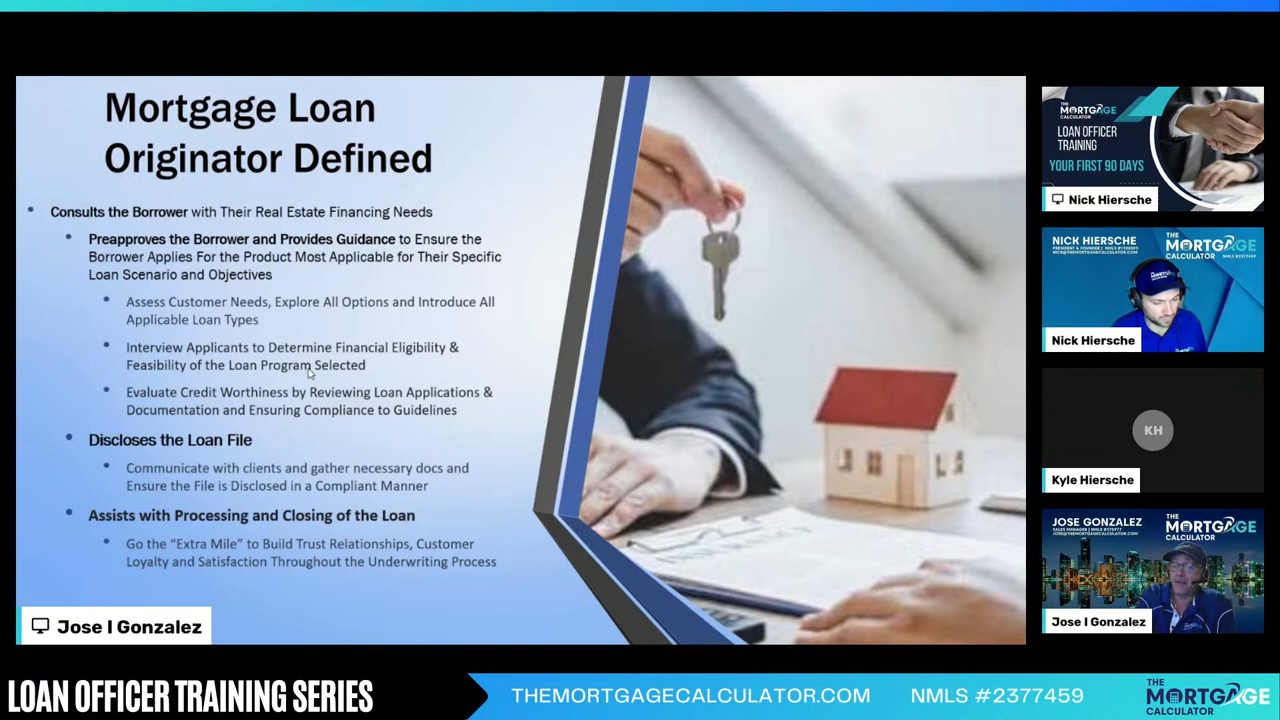 Mortgage Loan
Originator Defined
• Consults the Borrower with Their Real Estate Financing Needs
• Preapproves the Borrower and Provides Guidance to Ensure the
Borrower Applies For the Product Most Applicable for Their Specific
Loan Scenario and Objectives
• Assess Customer Needs, Explore All Options and Introduce All
Applicable Loan Types
• Interview Applicants to Determine Financial Eligibility &
Feasibility of the Loan Program Selected
• Evaluate Credit Worthiness by Reviewing Loan Applications &
Documentation and Ensuring Compliance to Guidelines
• Discloses the Loan File
• Communicate with clients and gather necessary docs and
Ensure the File is Disclosed in a Compliant Manner
• Assists with Processing and Closing of the Loan
• Go the “Extra Mile” to Build Trust Relationships, Customer
Loyalty and Satisfaction Throughout the Underwriting Process
Jose I Gonzalez
THE
MORTGAGE
CALCULATOR
LOAN OFFICER
TRAINING
YOUR FIRST 90 DAYS
Nick Hiersche
NICK HIERSCHE
THE
MORTGAGE
CALCULATOR
Nick Hiersche
KH
Kyle Hiersche
JOSE GONZALEZ
THE
MORTGAGE
CALCULATOR
Jose I Gonzalez
LOAN OFFICER TRAINING SERIES
THEMORTGAGECALCULATOR.COM
NMLS #2377459
THE
MORTGAGE
CALCULATOR